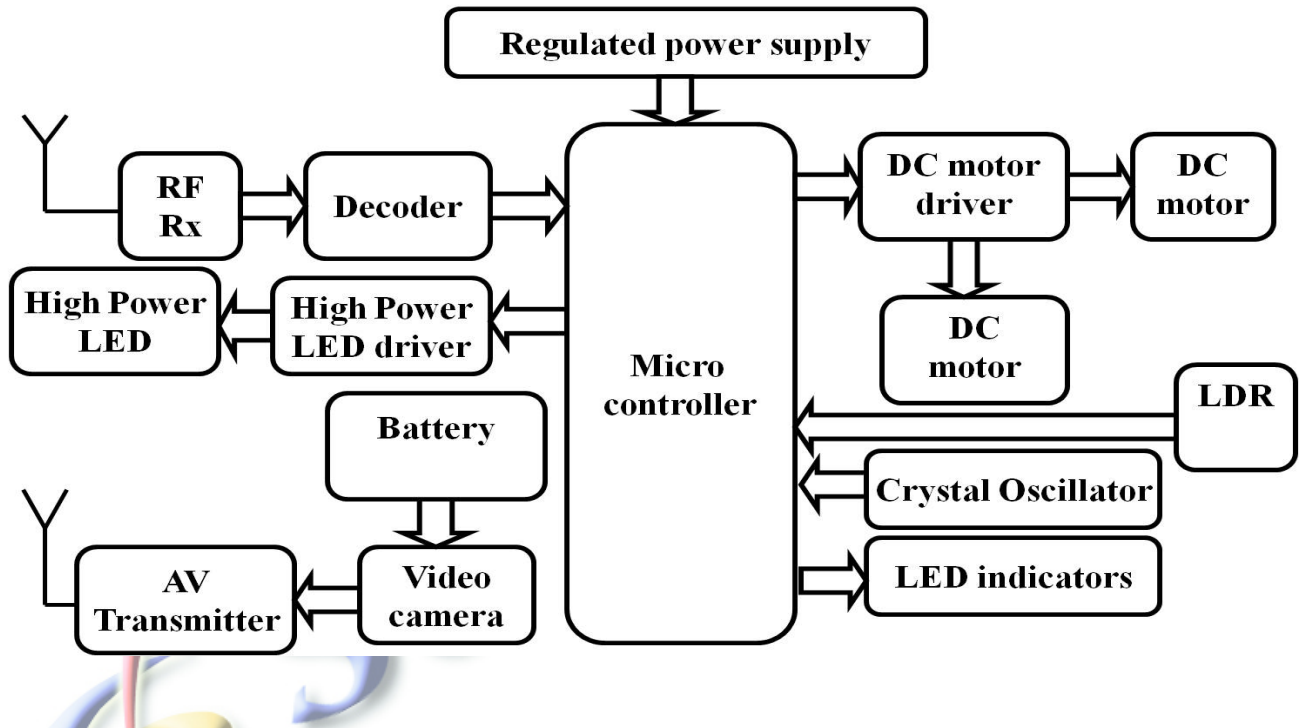 Regulated power supply
RF
Rx
Decoder
DC motor
driver
DC
motor
High Power
LED
High Power
LED driver
DC
motor
Micro
controller
LDR
Battery
Crystal Oscillator
AV
Transmitter
Video
camera
LED indicators